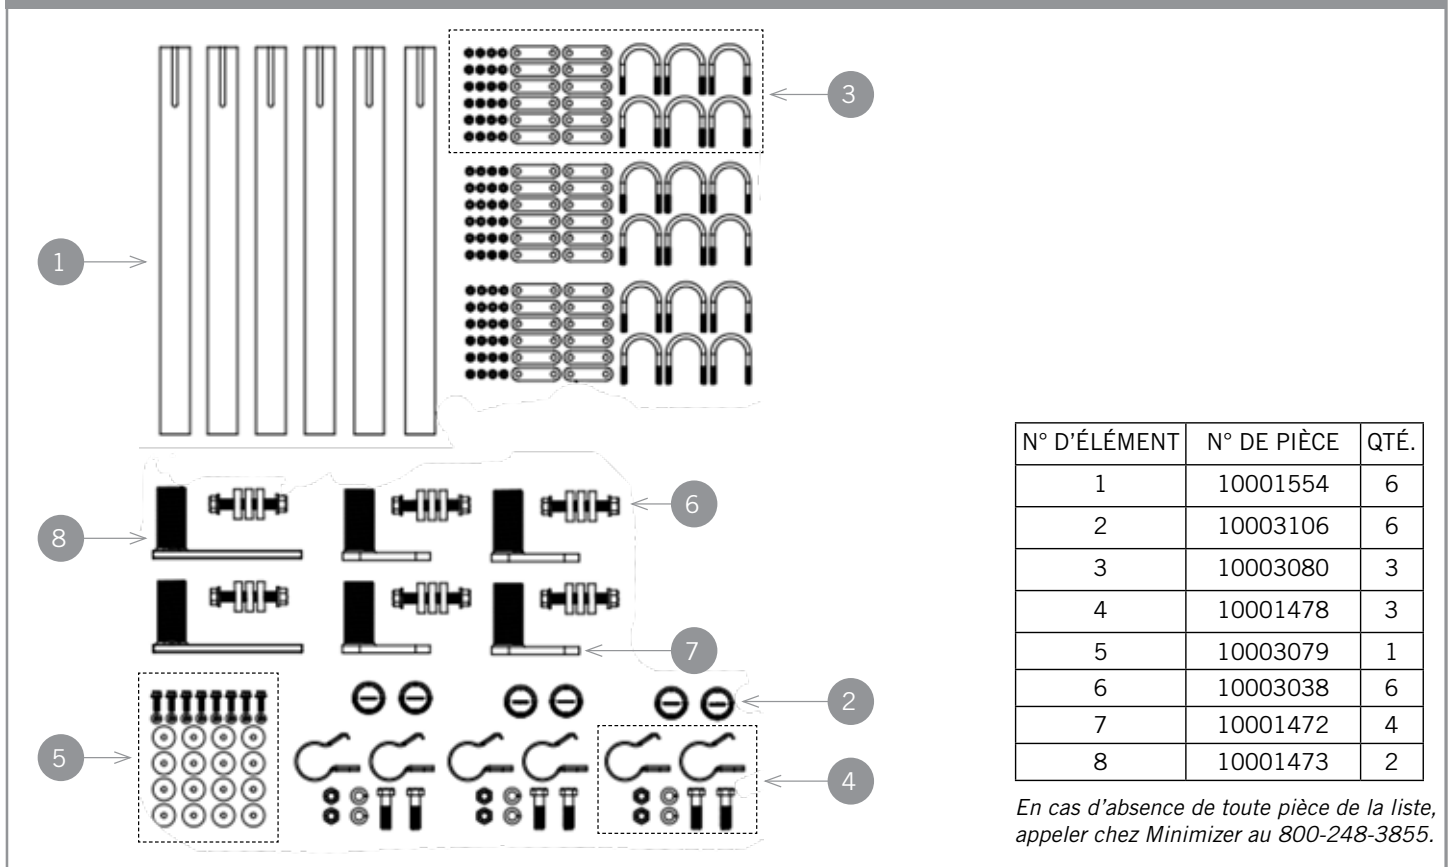 3
1
6
8
7
2
5
4
N° D'ÉLÉMENT N° DE PIÈCE QTÉ.
1 10001554 6
2 10003106 6
3 10003080 3
4 10001478 3
5 10003079 1
6 10003038 6
7 10001472 4
8 10001473 2
En cas d'absence de toute pièce de la liste,
appeler chez Minimizer au 800-248-3855.